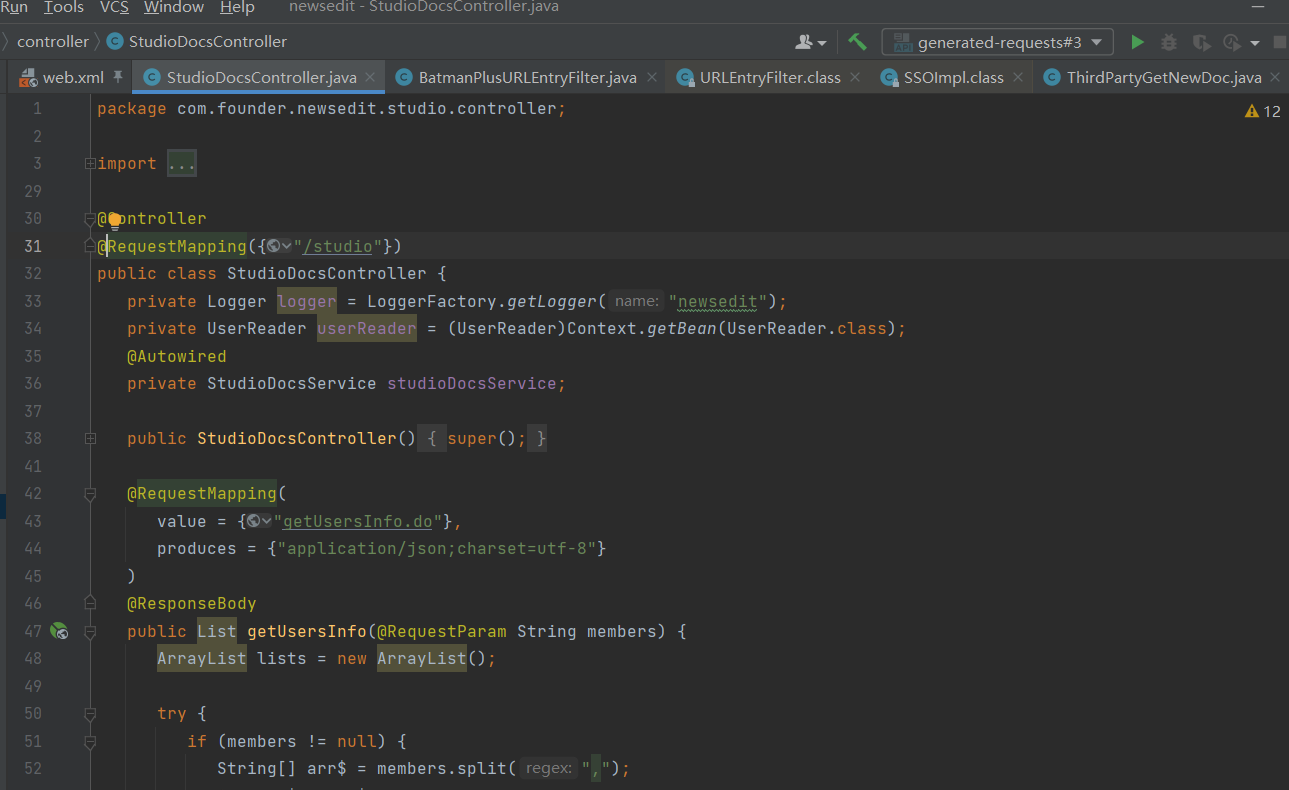 Run Tools VCS Window Help newsedit - StudioDocsController.java
controller StudioDocsController generated-requests#3
web.xml StudioDocsController.java BatmanPlusURLEntryFilter.java URLEntryFilter.class SSOImpl.class ThirdPartyGetNewDoc.java
1 package com.founder.newsedit.studio.controller; 12
2
3 import ...
29
30 @Controller
31 @RequestMapping({"/studio"})
32 public class StudioDocsController {
33 private Logger logger = LoggerFactory.getLogger( name: "newsedit");
34 private UserReader userReader = (UserReader)Context.getBean(UserReader.class);
35 @Autowired
36 private StudioDocsService studioDocsService;
37
38 public StudioDocsController() { super(); }
41
42 @RequestMapping(
43 value = {"getUsersInfo.do"},
44 produces = {"application/json;charset=utf-8"}
45 )
46 @ResponseBody
47 public List getUsersInfo(@RequestParam String members) {
48 ArrayList lists = new ArrayList();
49
50 try {
51 if (members != null) {
52 String[] arr$ = members.split( regex: ",");